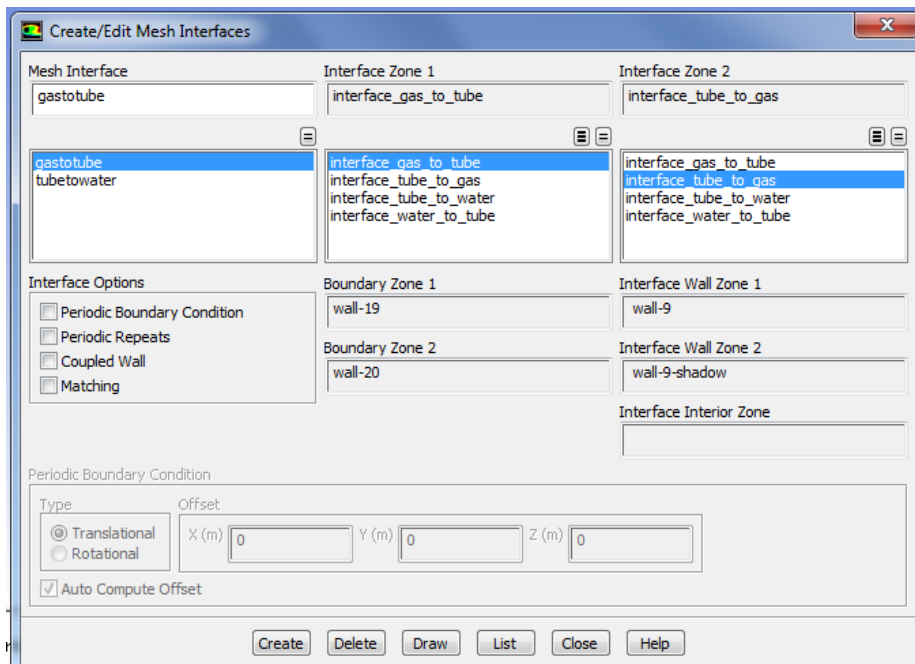 Create/Edit Mesh Interfaces
Mesh Interface
Interface Zone 1
Interface Zone 2
gastotube
interface_gas_to_tube
interface_tube_to_gas
gastotube
tubetowater
interface_gas_to_tube
interface_tube_to_gas
interface_tube_to_water
interface_water_to_tube
interface_gas_to_tube
interface_tube_to_gas
interface_tube_to_water
interface_water_to_tube
Interface Options
Periodic Boundary Condition
Periodic Repeats
Coupled Wall
Matching
Boundary Zone 1
wall-19
Boundary Zone 2
wall-20
Interface Wall Zone 1
wall-9
Interface Wall Zone 2
wall-9-shadow
Interface Interior Zone
Periodic Boundary Condition
Type
Translational
Rotational
Offset
X (m) 0
Y (m) 0
Z (m) 0
Auto Compute Offset
Create
Delete
Draw
List
Close
Help